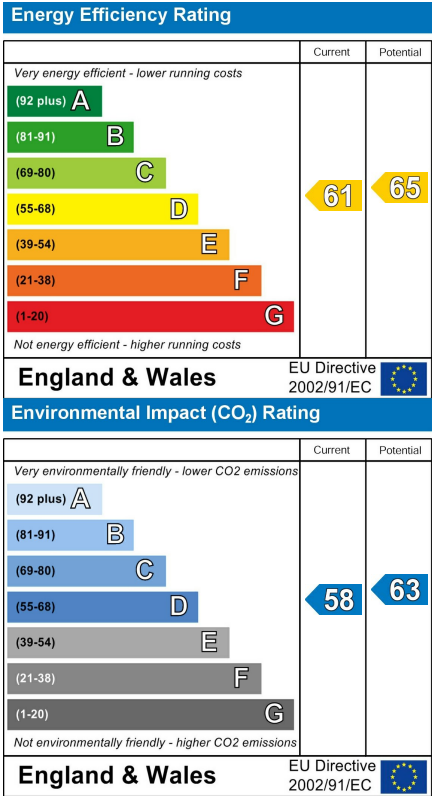 Energy Efficiency Rating
Current Potential
Very energy efficient - lower running costs
(92 plus) A
(81-91) B
(69-80) C
(55-68) D
(39-54) E
(21-38) F
(1-20) G
61 65
Not energy efficient - higher running costs
England & Wales
EU Directive
2002/91/EC
Environmental Impact (CO₂) Rating
Current Potential
Very environmentally friendly - lower CO2 emissions
(92 plus) A
(81-91) B
(69-80) C
(55-68) D
(39-54) E
(21-38) F
(1-20) G
58 63
Not environmentally friendly - higher CO2 emissions
England & Wales
EU Directive
2002/91/EC